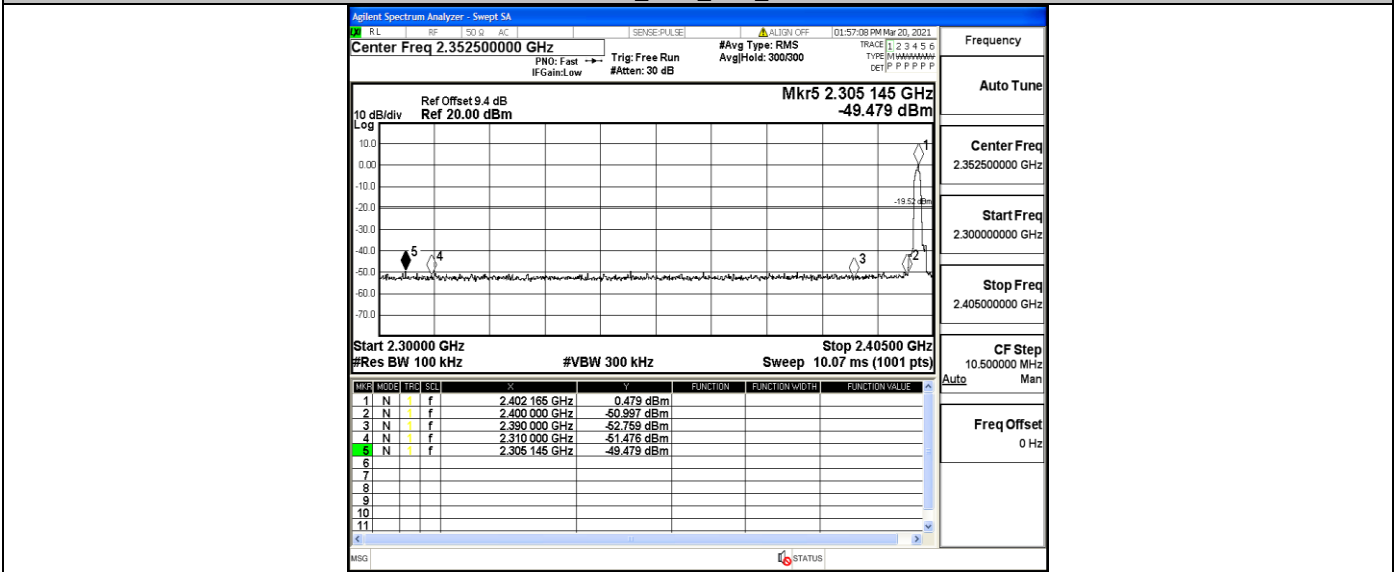 Agilent Spectrum Analyzer - Swept SA
LXI RL RF 50 Ω AC SENSE:PULSE ALIGN OFF 01:57:08 PM Mar 20, 2021
Center Freq 2.352500000 GHz
PNO: Fast
IFGain:Low
Trig: Free Run
#Atten: 30 dB
#Avg Type: RMS
Avg|Hold: 300/300
TRACE 1 2 3 4 5 6
TYPE M WWWWW
DET P P P P P P
Mkr5 2.305 145 GHz
-49.479 dBm
Ref Offset 9.4 dB
10 dB/div Ref 20.00 dBm
Log
10.0
0.00
-10.0
-20.0
-30.0
-40.0
-50.0
-60.0
-70.0
1
-19.52 dBm
5
4
3
2
Start 2.30000 GHz Stop 2.40500 GHz
#Res BW 100 kHz #VBW 300 kHz Sweep 10.07 ms (1001 pts)
MKR MODE TRC SCL X Y FUNCTION FUNCTION WIDTH FUNCTION VALUE
1 N 1 f 2.402 165 GHz 0.479 dBm
2 N 1 f 2.400 000 GHz -50.997 dBm
3 N 1 f 2.390 000 GHz -52.759 dBm
4 N 1 f 2.310 000 GHz -51.476 dBm
5 N 1 f 2.305 145 GHz -49.479 dBm
6
7
8
9
10
11
MSG STATUS
Frequency
Auto Tune
Center Freq
2.352500000 GHz
Start Freq
2.300000000 GHz
Stop Freq
2.405000000 GHz
CF Step
10.500000 MHz
Auto Man
Freq Offset
0 Hz